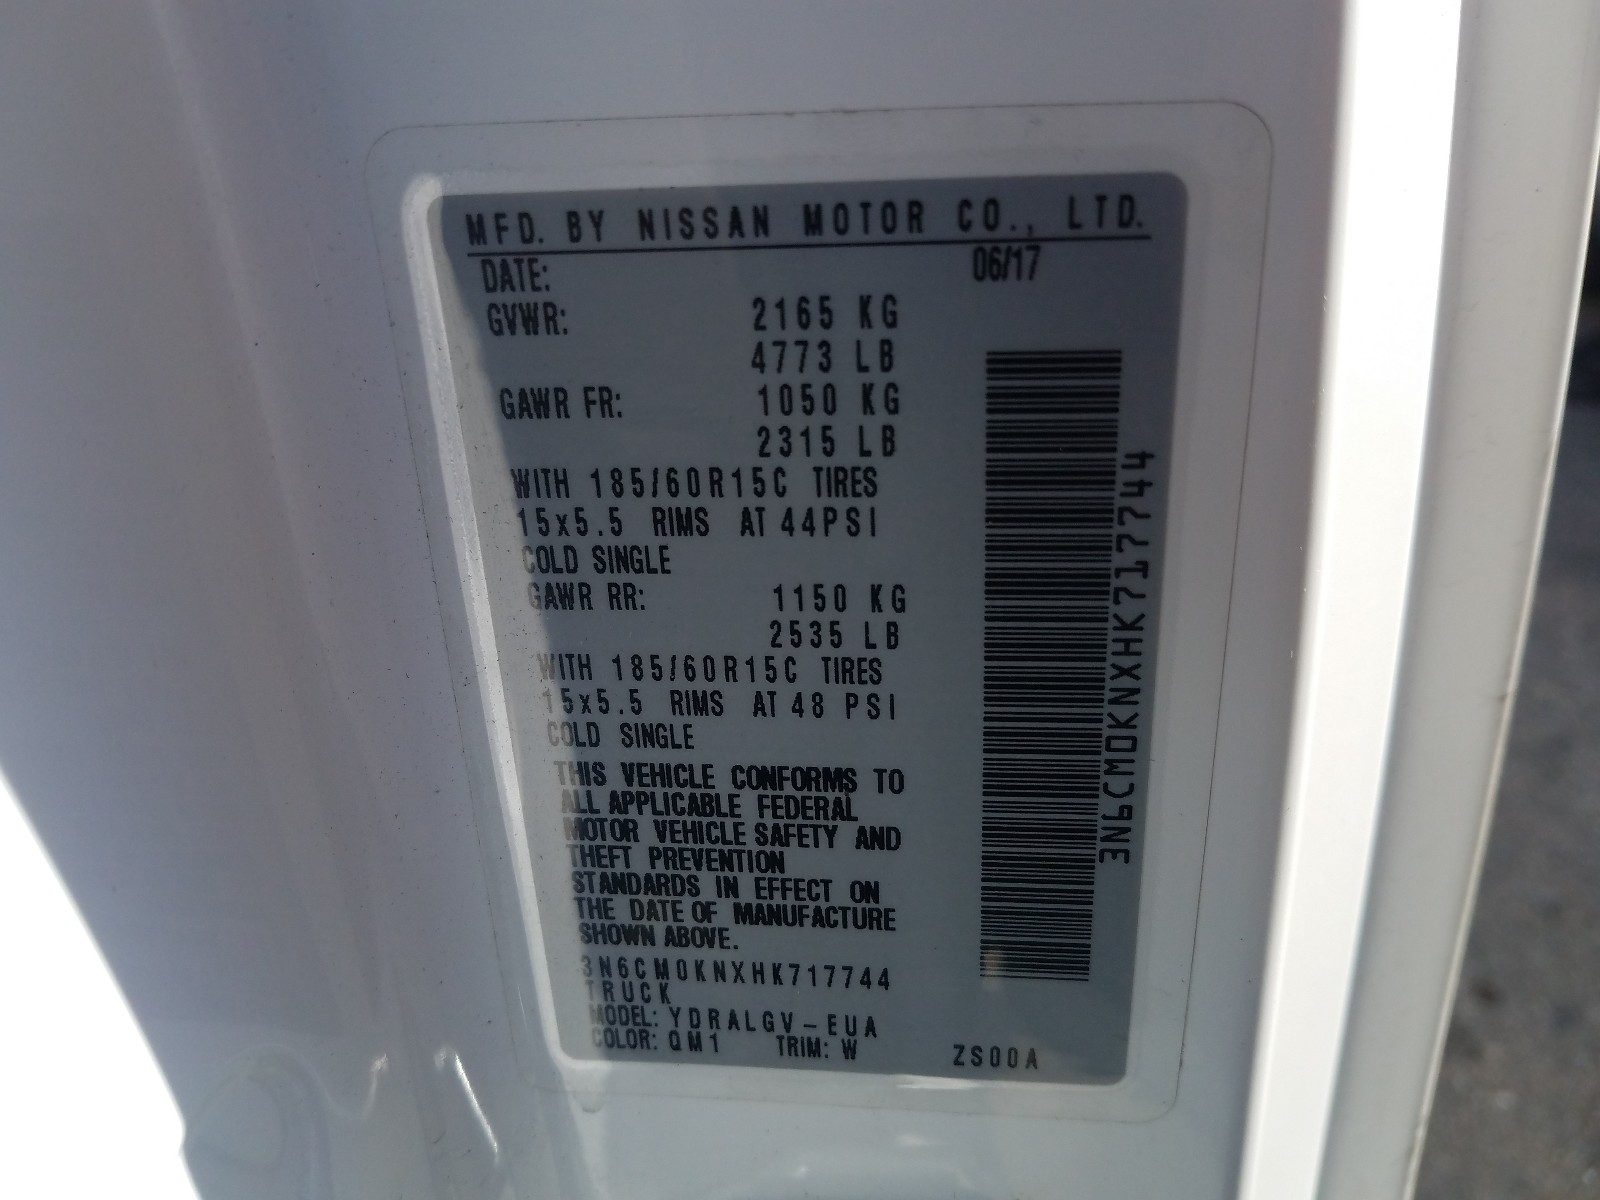 MFD. BY NISSAN MOTOR CO., LTD.
DATE: 06/17
GVWR: 2165 KG
4773 LB
GAWR FR: 1050 KG
2315 LB
WITH 185/60R15C TIRES
15x5.5 RIMS AT 44PSI
COLD SINGLE
GAWR RR: 1150 KG
2535 LB
WITH 185/60R15C TIRES
15x5.5 RIMS AT 48 PSI
COLD SINGLE
THIS VEHICLE CONFORMS TO
ALL APPLICABLE FEDERAL
MOTOR VEHICLE SAFETY AND
THEFT PREVENTION
STANDARDS IN EFFECT ON
THE DATE OF MANUFACTURE
SHOWN ABOVE.
3N6CM0KNXHK717744
TRUCK
MODEL: YDRALGV-EUA
COLOR: QM1 TRIM: W ZS00A
3N6CM0KNXHK717744